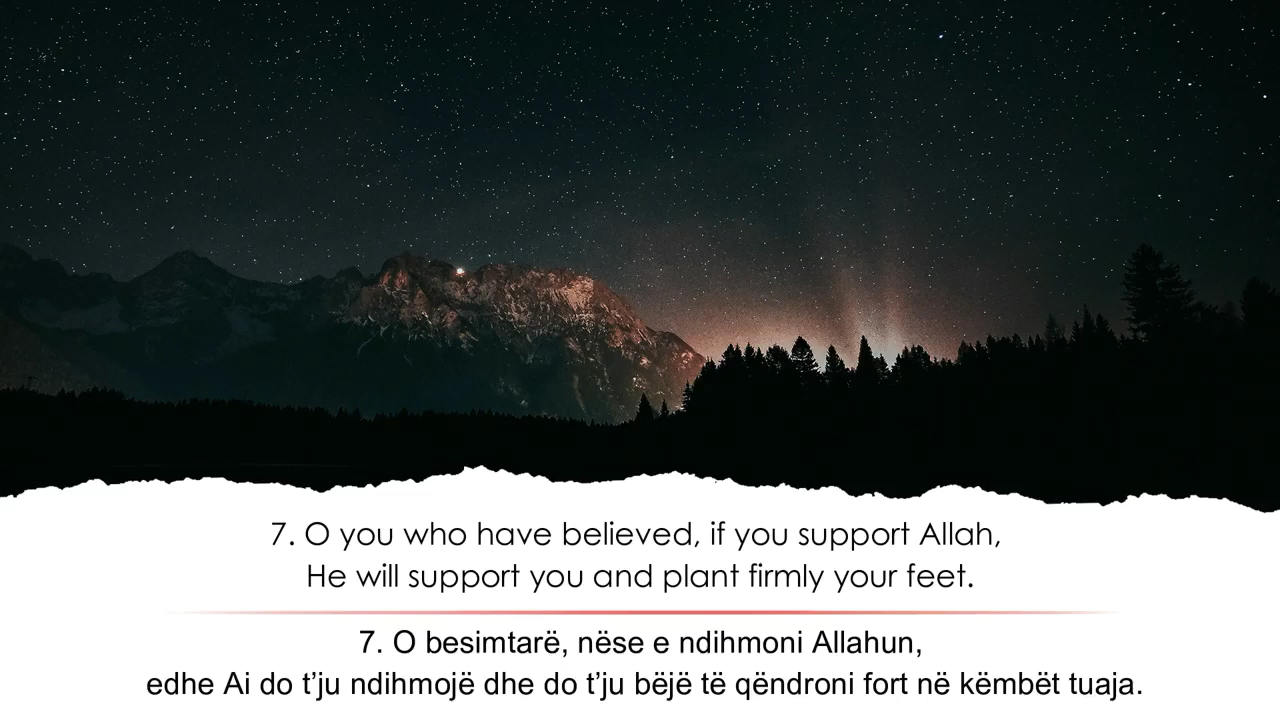 7. O you who have believed, if you support Allah,
He will support you and plant firmly your feet.
7. O besimtarë, nëse e ndihmoni Allahun,
edhe Ai do t’ju ndihmojë dhe do t’ju bëjë të qëndroni fort në këmbët tuaja.